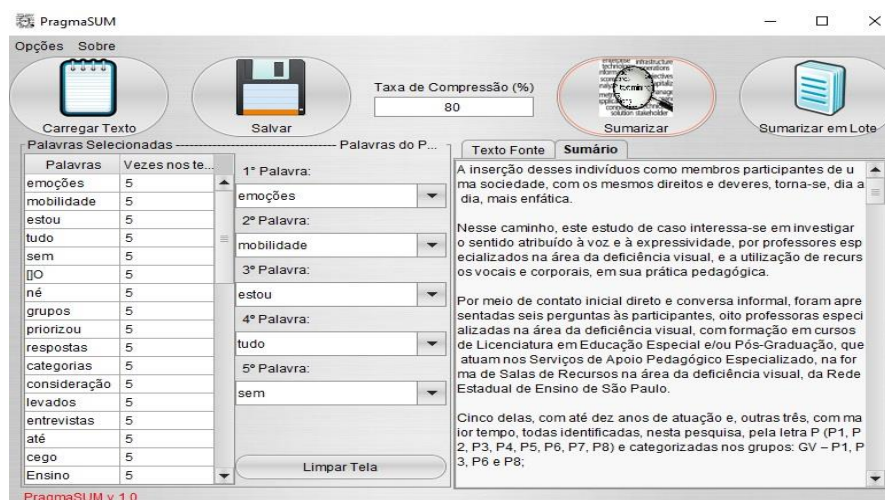 PragmaSUM
Opções Sobre
Carregar Texto
Salvar
Taxa de Compressão (%)
80
Sumarizar
Sumarizar em Lote
Palavras Selecionadas
Palavras do P...
Palavras Vezes nos te...
emoções 5
mobilidade 5
estou 5
tudo 5
sem 5
[]O 5
né 5
grupos 5
priorizou 5
respostas 5
categorias 5
consideração 5
levados 5
entrevistas 5
até 5
cego 5
Ensino 5
1° Palavra:
emoções
2° Palavra:
mobilidade
3° Palavra:
estou
4° Palavra:
tudo
5° Palavra:
sem
Limpar Tela
Texto Fonte Sumário
A inserção desses indivíduos como membros participantes de u
ma sociedade, com os mesmos direitos e deveres, torna-se, dia a
dia, mais enfática.
Nesse caminho, este estudo de caso interessa-se em investigar
o sentido atribuído à voz e à expressividade, por professores esp
ecializados na área da deficiência visual, e a utilização de recurs
os vocais e corporais, em sua prática pedagógica.
Por meio de contato inicial direto e conversa informal, foram apre
sentadas seis perguntas às participantes, oito professoras especi
alizadas na área da deficiência visual, com formação em cursos
de Licenciatura em Educação Especial e/ou Pós-Graduação, que
atuam nos Serviços de Apoio Pedagógico Especializado, na for
ma de Salas de Recursos na área da deficiência visual, da Rede
Estadual de Ensino de São Paulo.
Cinco delas, com até dez anos de atuação e, outras três, com ma
ior tempo, todas identificadas, nesta pesquisa, pela letra P (P1, P
2, P3, P4, P5, P6, P7, P8) e categorizadas nos grupos: GV – P1, P
3, P6 e P8;
PragmaSUM v 1.0